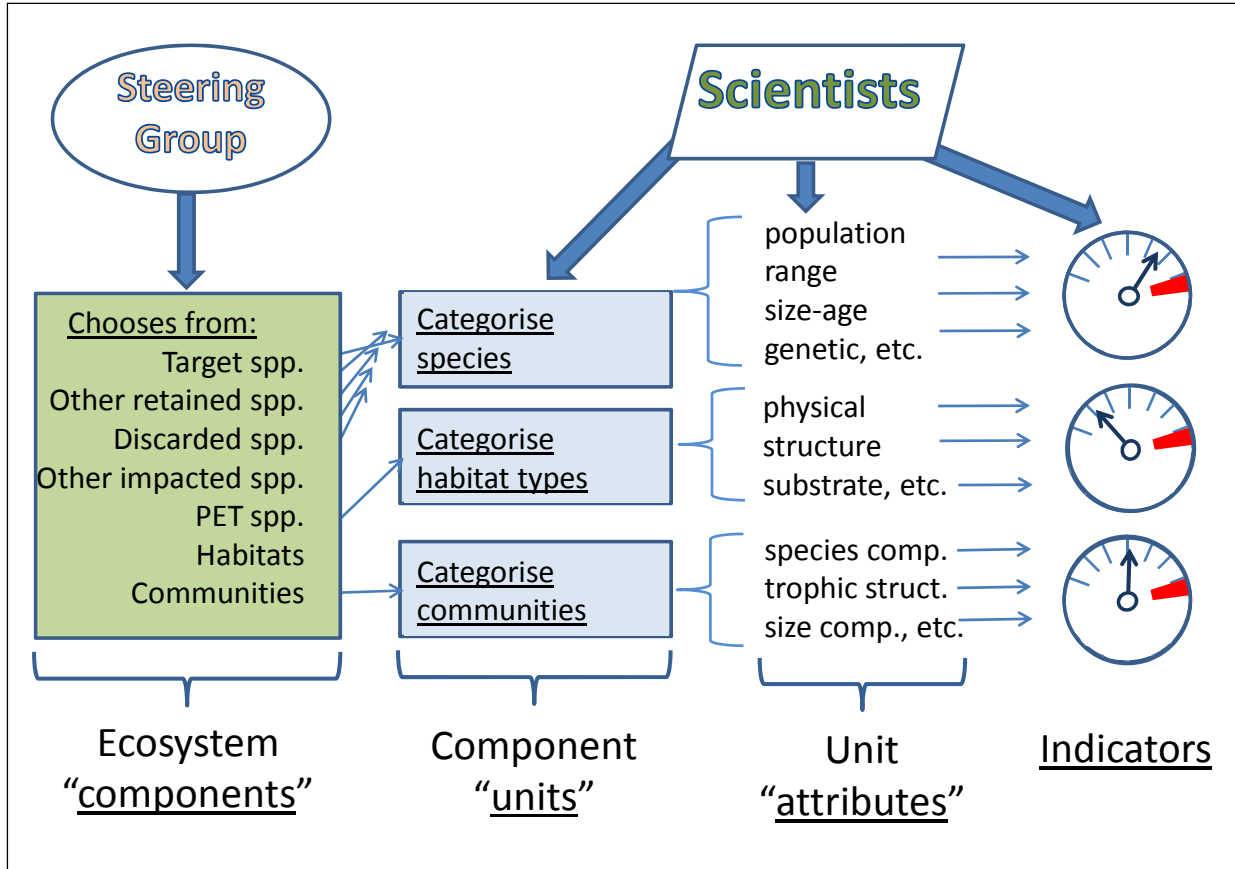 Steering
Group
Scientists
Chooses from:
Target spp.
Other retained spp.
Discarded spp.
Other impacted spp.
PET spp.
Habitats
Communities
Categorise
species
Categorise
habitat types
Categorise
communities
population
range
size-age
genetic, etc.
physical
structure
substrate, etc.
species comp.
trophic struct.
size comp., etc.
Ecosystem
“components”
Component
“units”
Unit
“attributes”
Indicators